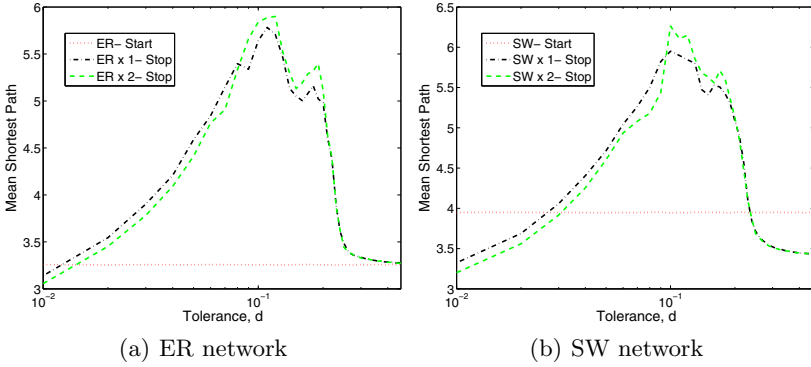 6
5.5
5
4.5
4
3.5
3
Mean Shortest Path
ER– Start
ER x 1– Stop
ER x 2– Stop
10⁻² 10⁻¹
Tolerance, d
(a) ER network
6.5
6
5.5
5
4.5
4
3.5
3
Mean Shortest Path
SW– Start
SW x 1– Stop
SW x 2– Stop
10⁻² 10⁻¹
Tolerance, d
(b) SW network